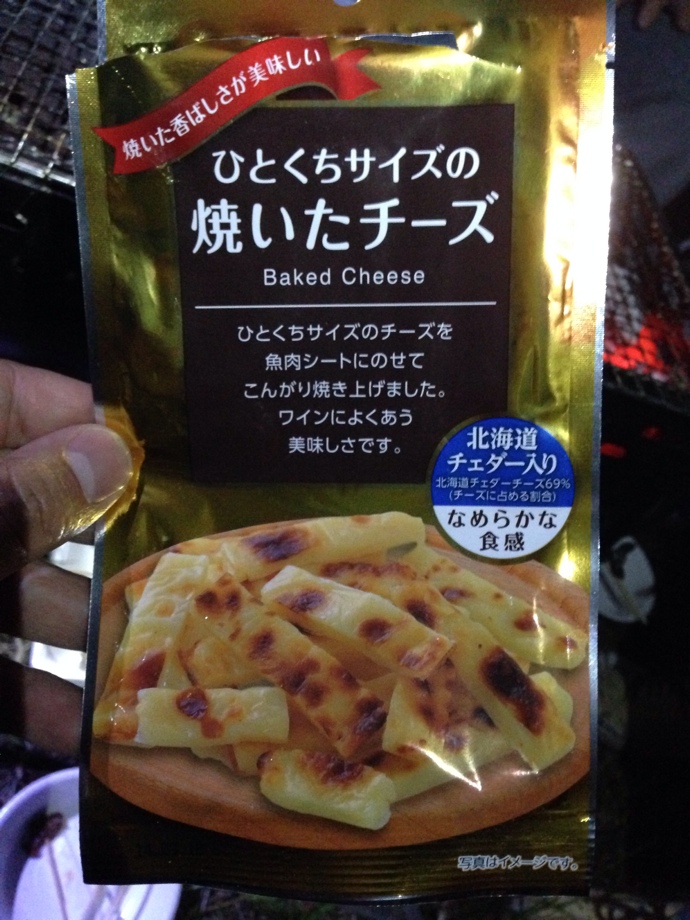 焼いた香ばしさが美味しい
ひとくちサイズの
焼いたチーズ
Baked Cheese
ひとくちサイズのチーズを
魚肉シートにのせて
こんがり焼き上げました。
ワインによくあう
美味しさです。
北海道
チェダー入り
北海道チェダーチーズ69%
(チーズに占める割合)
なめらかな
食感
写真はイメージです。